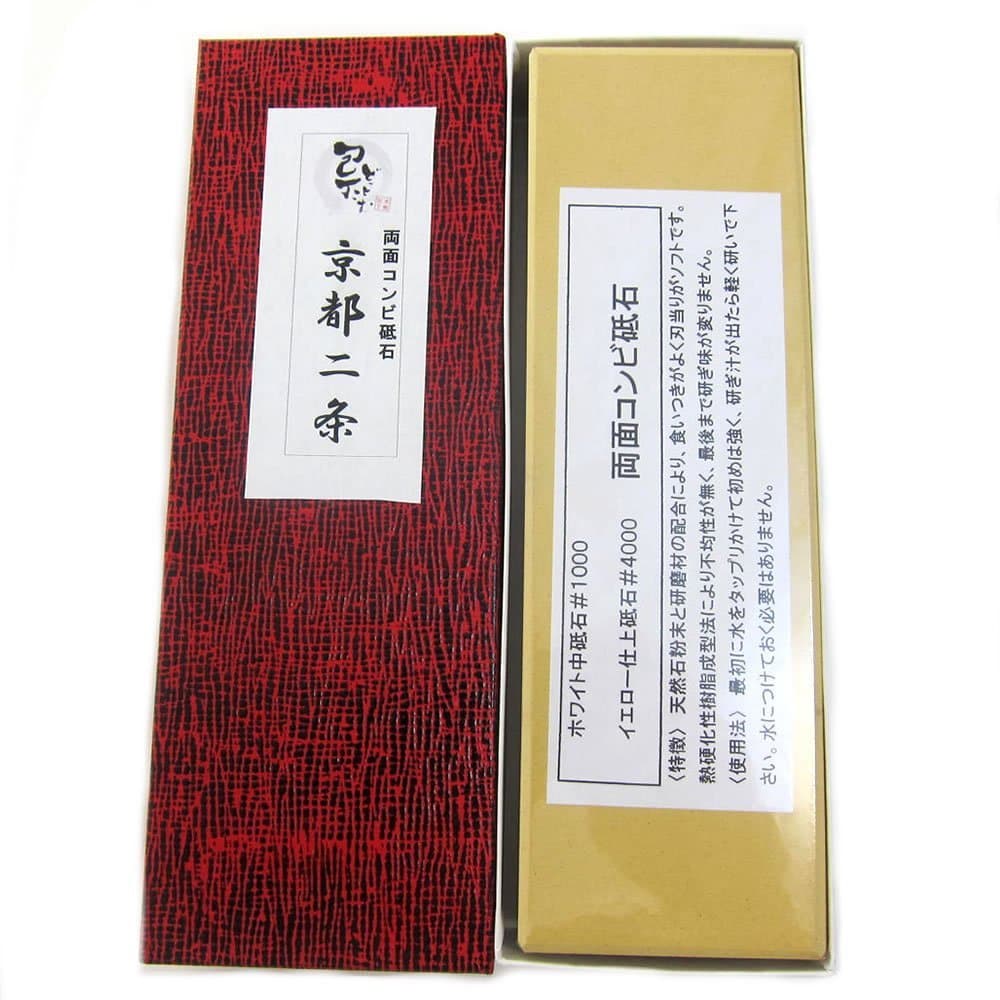 包丁
どっとこむ
両面コンビ砥石
京都二条
ホワイト中砥石#1000
イエロー仕上砥石#4000
両面コンビ砥石
〈特徴〉 天然石粉末と研磨材の配合により、食いつきがよく刃当りがソフトです。
熱硬化性樹脂成型法により不均性が無く、最後まで研ぎ味が変りません。
〈使用法〉 最初に水をタップリかけて初めは強く、研ぎ汁が出たら軽く研いで下
さい。水につけておく必要はありません。